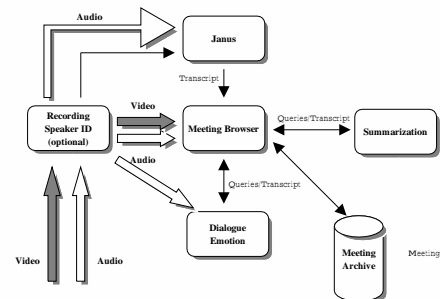 Audio
Janus
Transcript
Recording
Speaker ID
(optional)
Video
Meeting Browser
Queries/Transcript
Summarization
Audio
Queries/Transcript
Dialogue
Emotion
Video
Audio
Meeting
Archive
Meeting